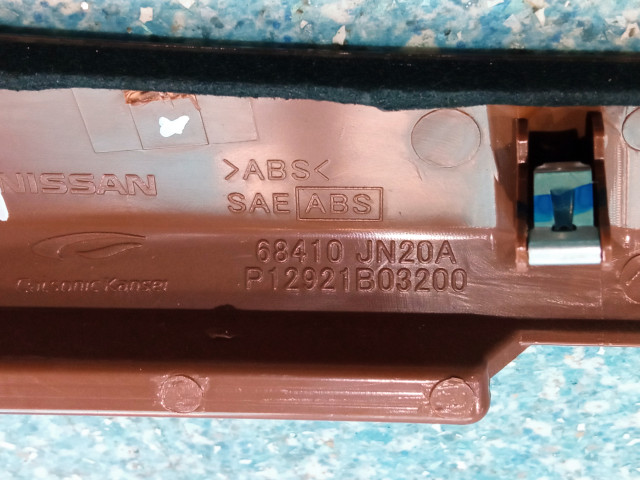 >ABS<
NISSAN
SAE ABS
68410 JN20A
Calsonic Kansei
P12921B03200